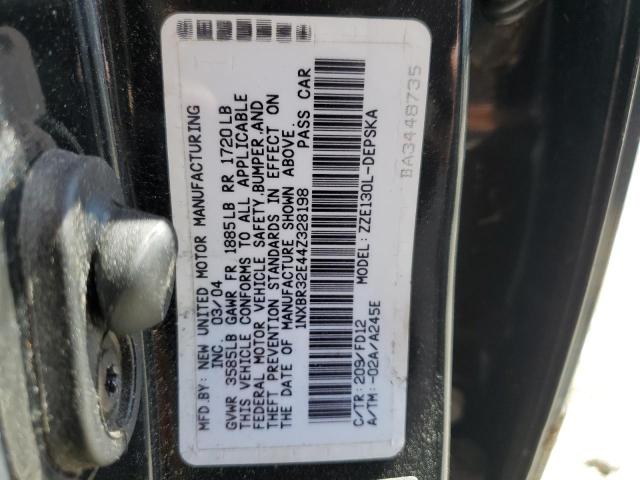 MFD.BY: NEW UNITED MOTOR MANUFACTURING
INC. 03/04
GVWR 3585LB GAWR FR 1885LB RR 1720LB
THIS VEHICLE CONFORMS TO ALL APPLICABLE
FEDERAL MOTOR VEHICLE SAFETY,BUMPER,AND
THEFT PREVENTION STANDARDS IN EFFECT ON
THE DATE OF MANUFACTURE SHOWN ABOVE.
1NXBR32E44Z328198 PASS CAR
MODEL: ZZE130L-DEPSKA
C/TR: 209/FD12
A/TM: -02A/A245E
BA3448735